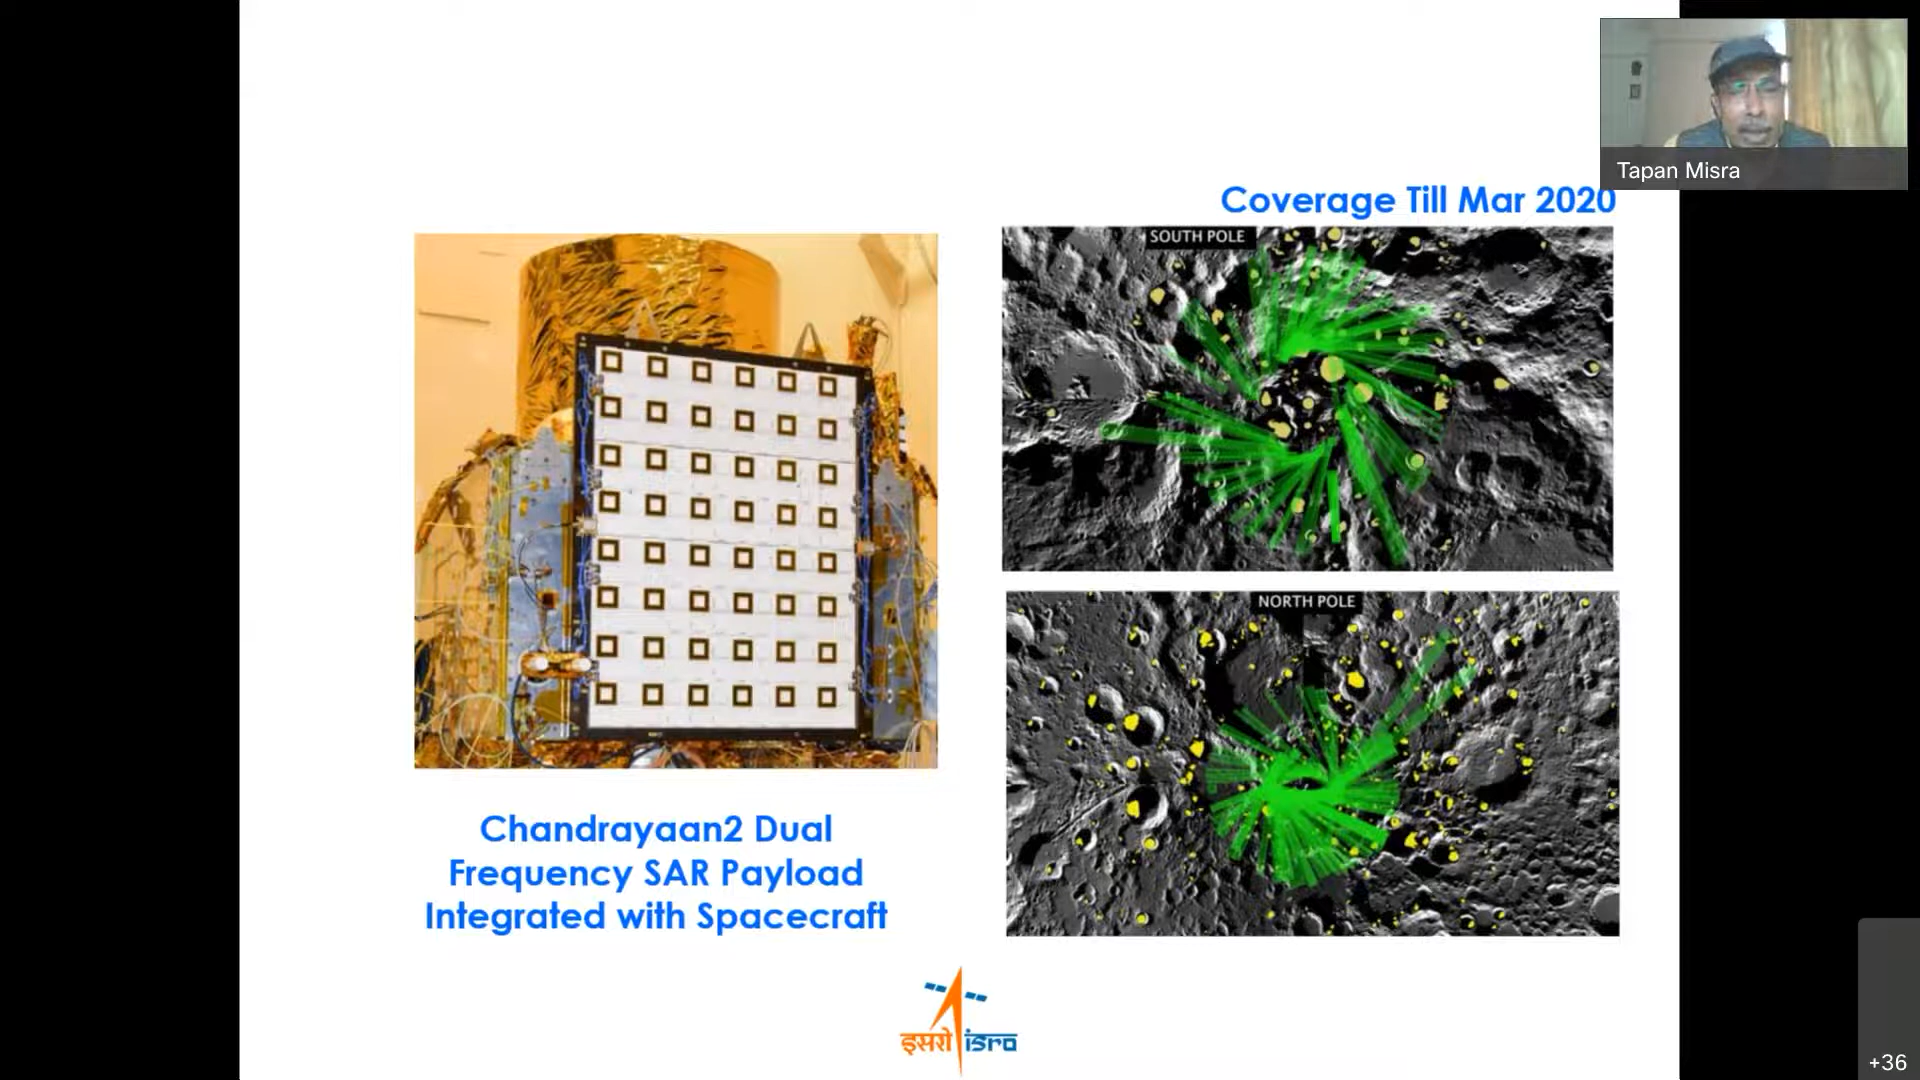 Tapan Misra
Coverage Till Mar 2020
SOUTH POLE
NORTH POLE
Chandrayaan2 Dual
Frequency SAR Payload
Integrated with Spacecraft
इसरो isro
+36